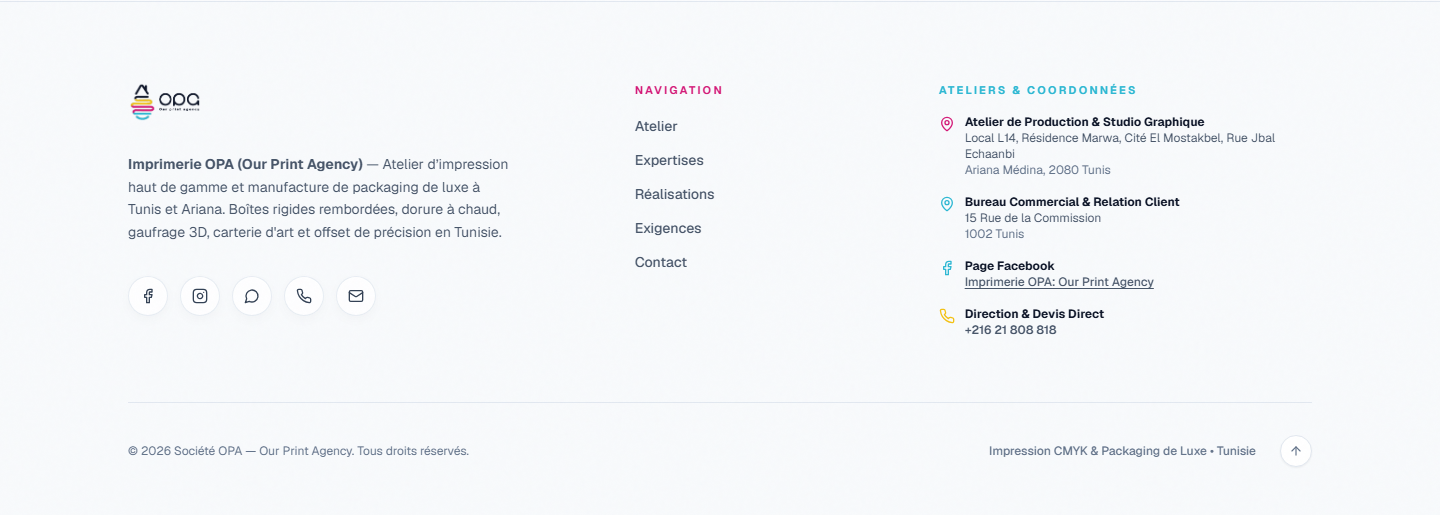 opa
Our print agency
Imprimerie OPA (Our Print Agency) — Atelier d'impression
haut de gamme et manufacture de packaging de luxe à
Tunis et Ariana. Boîtes rigides rembordées, dorure à chaud,
gaufrage 3D, carterie d'art et offset de précision en Tunisie.
NAVIGATION
Atelier
Expertises
Réalisations
Exigences
Contact
ATELIERS & COORDONNÉES
Atelier de Production & Studio Graphique
Local L14, Résidence Marwa, Cité El Mostakbel, Rue Jbal
Echaanbi
Ariana Médina, 2080 Tunis
Bureau Commercial & Relation Client
15 Rue de la Commission
1002 Tunis
Page Facebook
Imprimerie OPA: Our Print Agency
Direction & Devis Direct
+216 21 808 818
© 2026 Société OPA — Our Print Agency. Tous droits réservés.
Impression CMYK & Packaging de Luxe • Tunisie